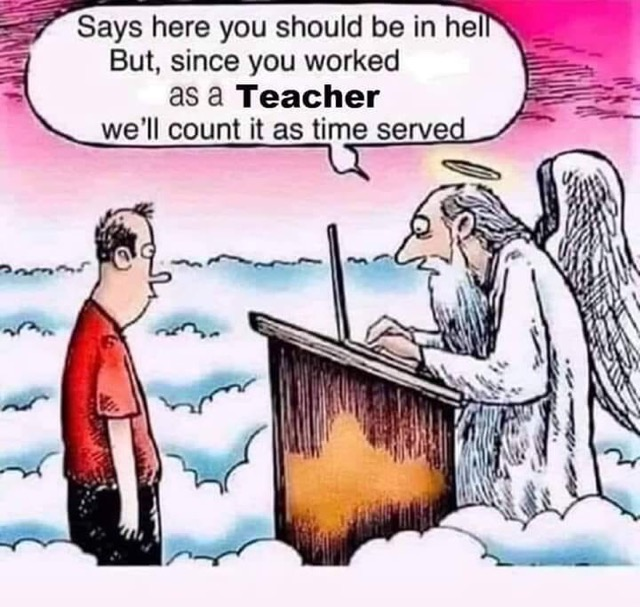 Says here you should be in hell
But, since you worked
as a Teacher
we'll count it as time served